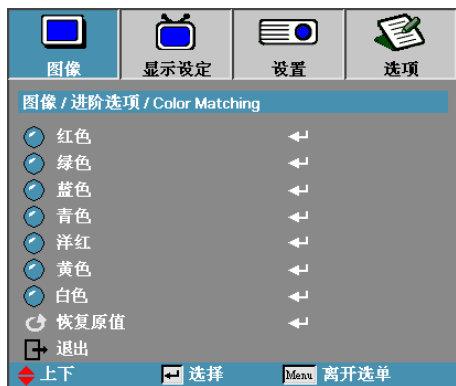 图像 显示设定 设置 选项
图像 / 进阶选项 / Color Matching
红色
绿色
蓝色
青色
洋红
黄色
白色
恢复原值
退出
上下 选择 Menu 离开选单